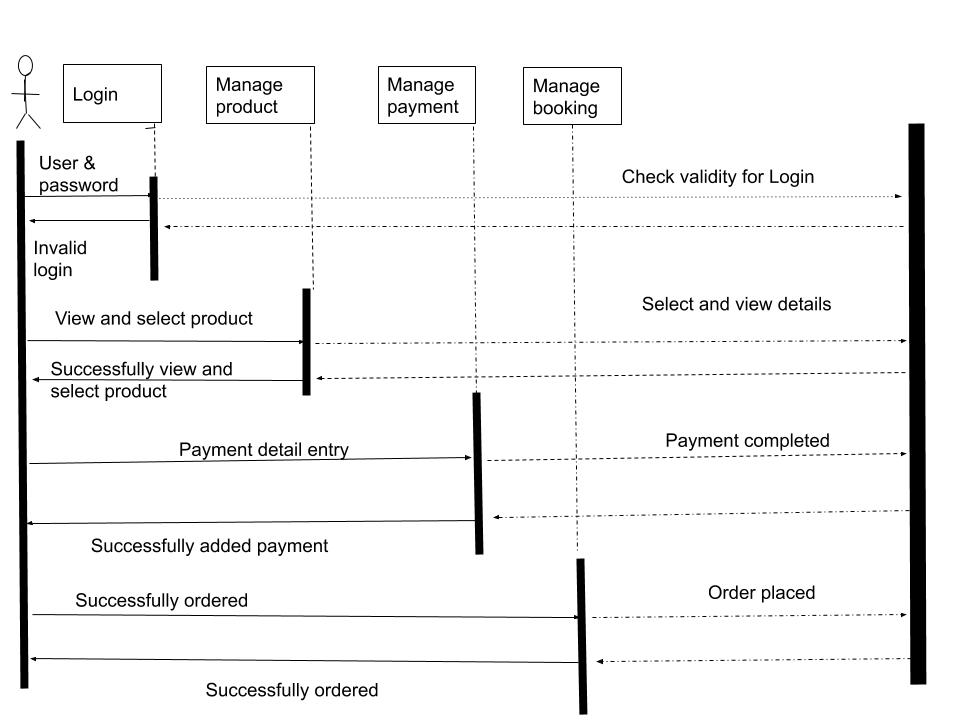 Login
Manage
product
Manage
payment
Manage
booking
User &
password
Check validity for Login
Invalid
login
Select and view details
View and select product
Successfully view and
select product
Payment completed
Payment detail entry
Successfully added payment
Order placed
Successfully ordered
Successfully ordered